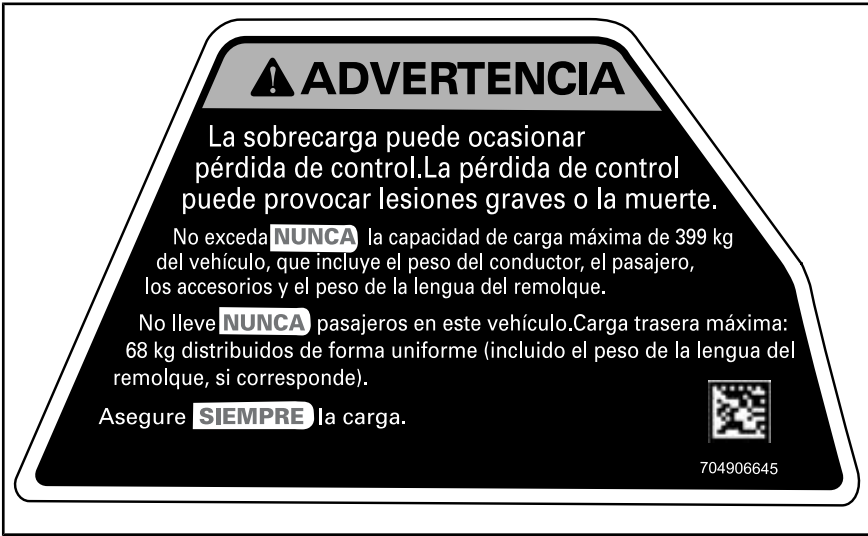 ADVERTENCIA
La sobrecarga puede ocasionar
pérdida de control.La pérdida de control
puede provocar lesiones graves o la muerte.
No exceda NUNCA la capacidad de carga máxima de 399 kg
del vehículo, que incluye el peso del conductor, el pasajero,
los accesorios y el peso de la lengua del remolque.
No lleve NUNCA pasajeros en este vehículo.Carga trasera máxima:
68 kg distribuidos de forma uniforme (incluido el peso de la lengua del
remolque, si corresponde).
Asegure SIEMPRE la carga.
704906645